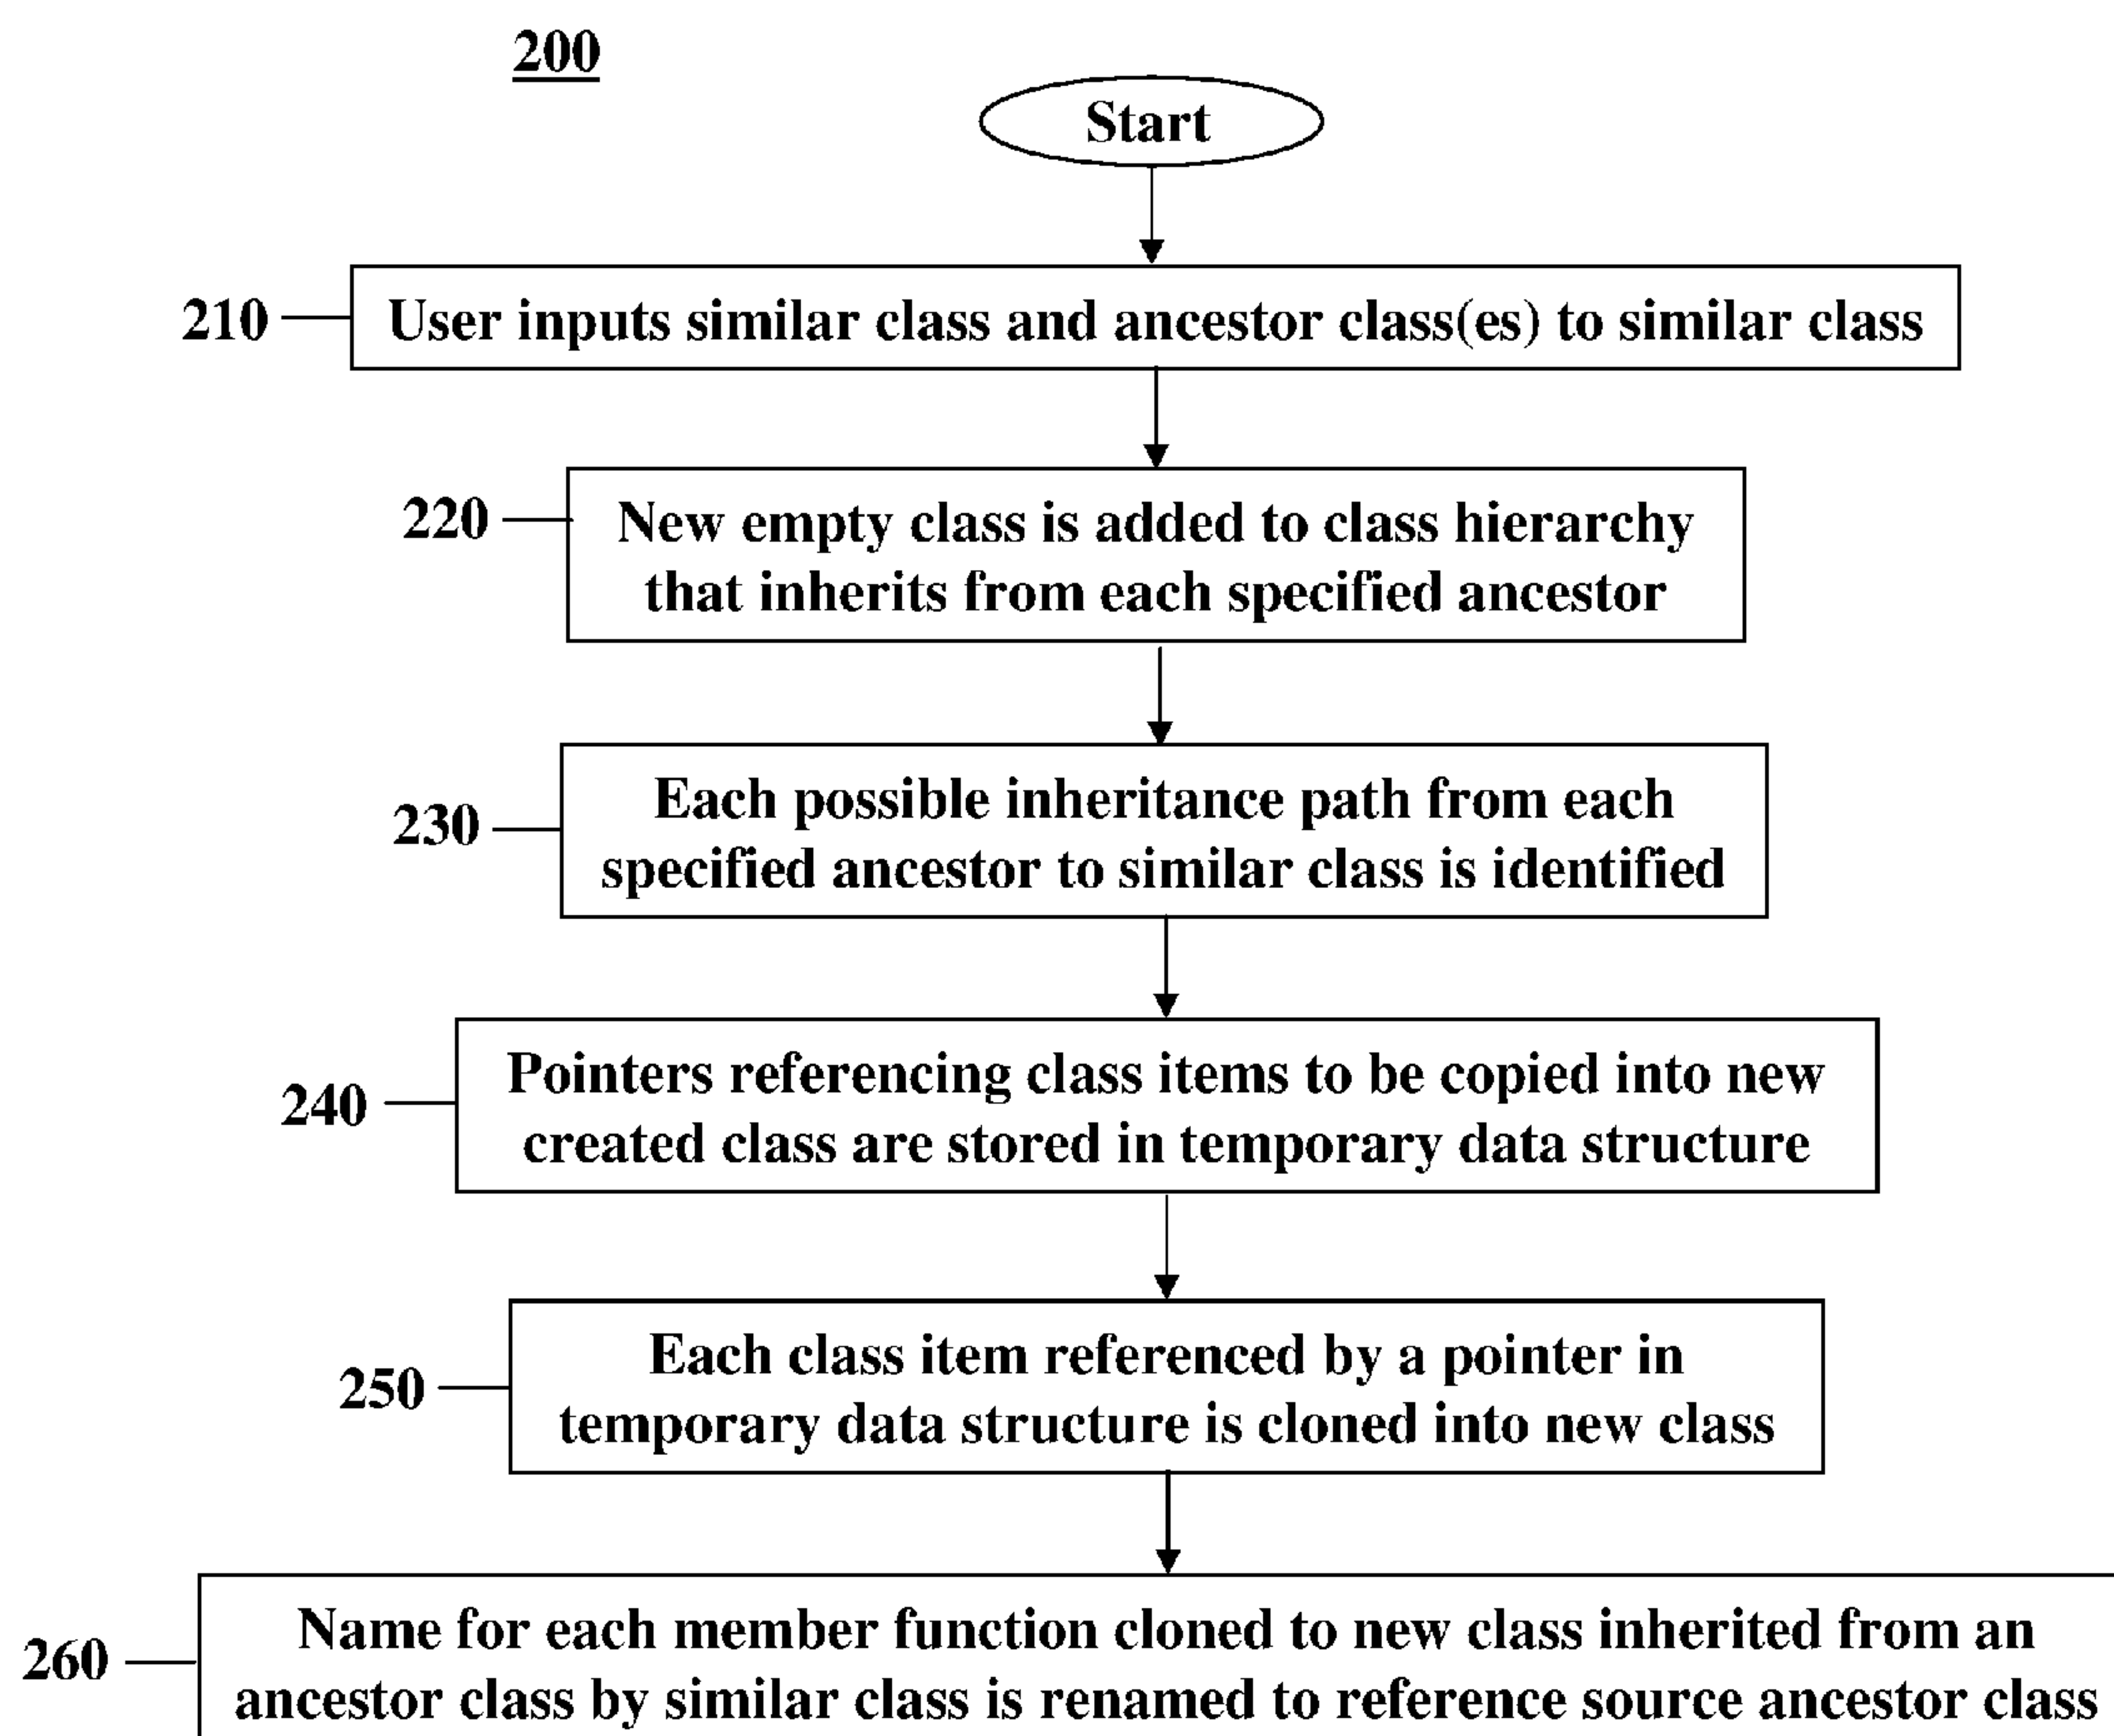 200
Start
210
User inputs similar class and ancestor class(es) to similar class
220
New empty class is added to class hierarchy
that inherits from each specified ancestor
230
Each possible inheritance path from each
specified ancestor to similar class is identified
240
Pointers referencing class items to be copied into new
created class are stored in temporary data structure
250
Each class item referenced by a pointer in
temporary data structure is cloned into new class
260
Name for each member function cloned to new class inherited from an
ancestor class by similar class is renamed to reference source ancestor class